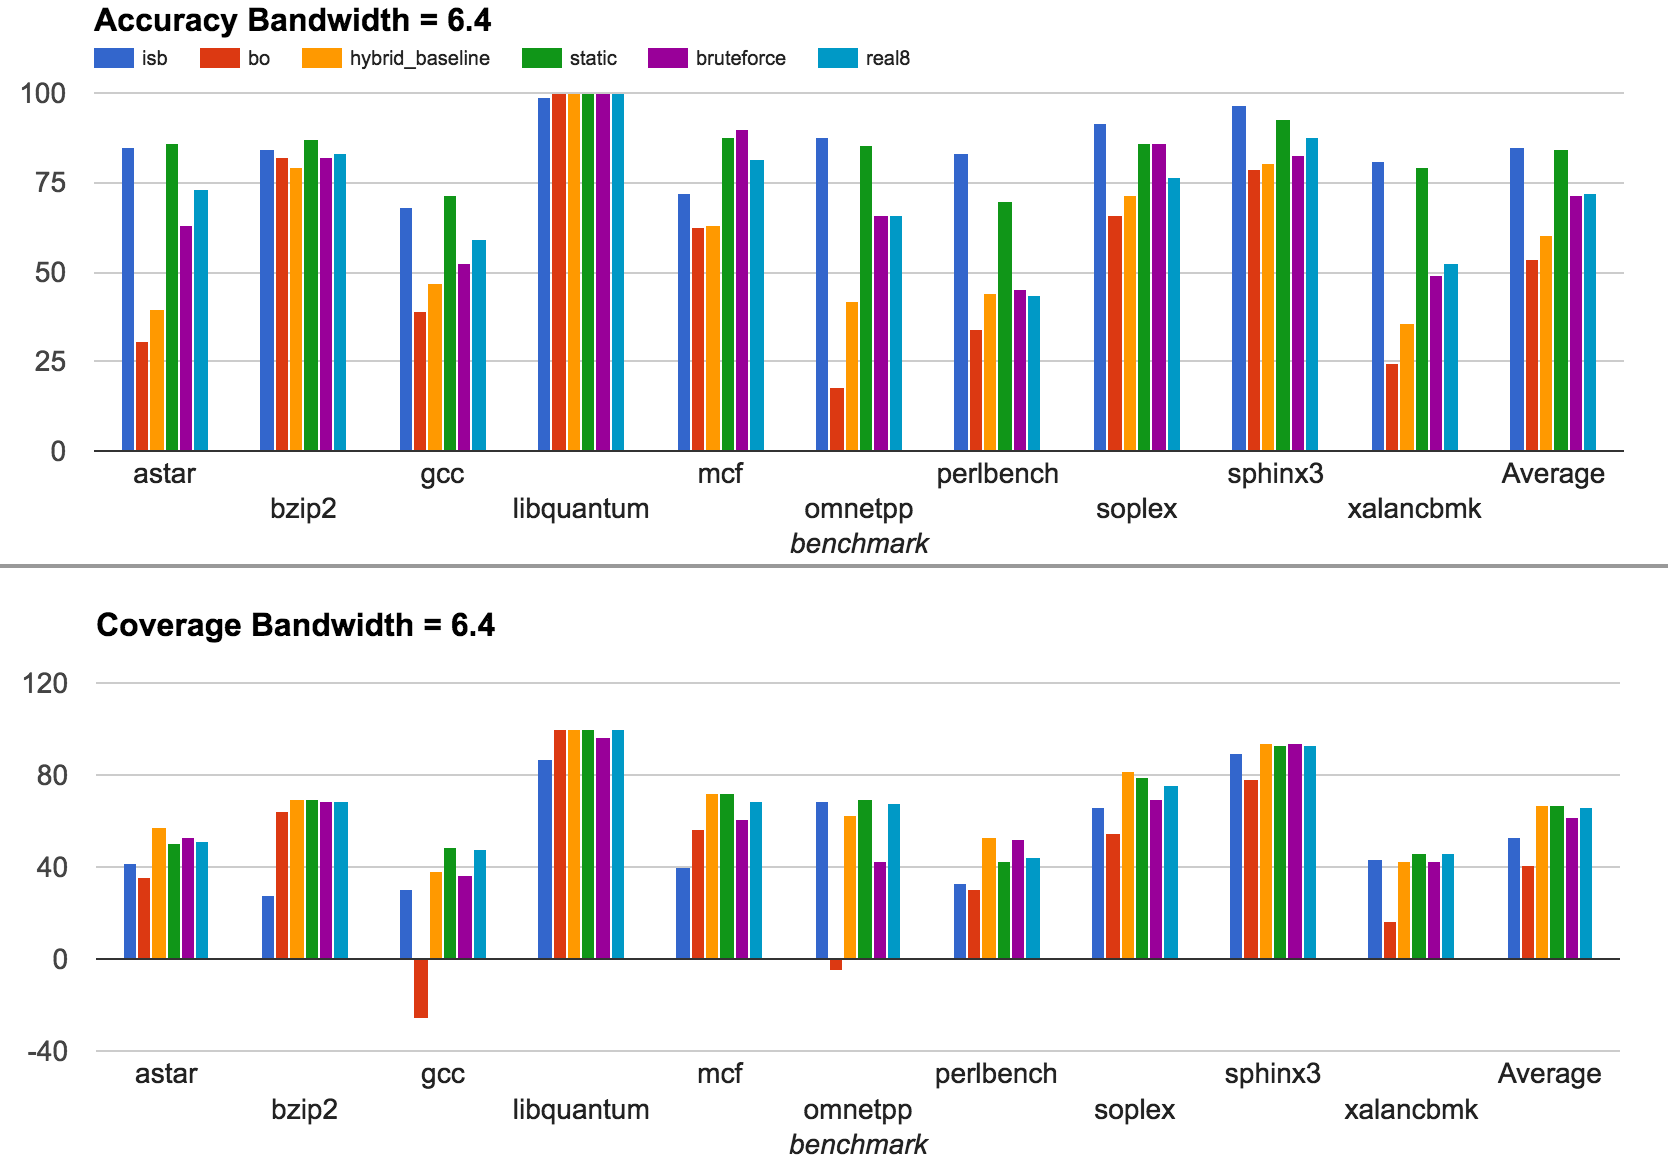 Accuracy Bandwidth = 6.4
isb bo hybrid_baseline static bruteforce real8
100
75
50
25
0
astar gcc mcf perlbench sphinx3 Average
bzip2 libquantum omnetpp soplex xalancbmk
benchmark
Coverage Bandwidth = 6.4
120
80
40
0
-40
astar gcc mcf perlbench sphinx3 Average
bzip2 libquantum omnetpp soplex xalancbmk
benchmark